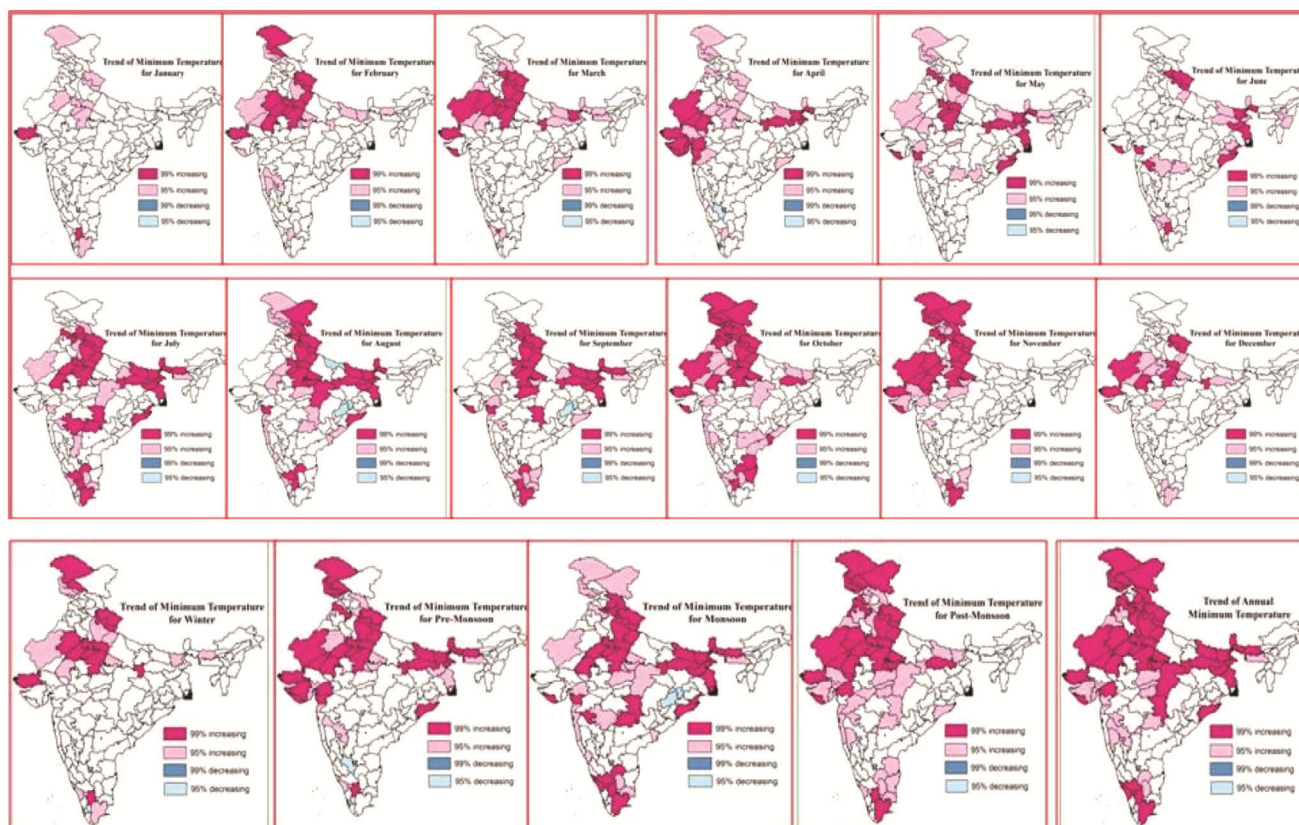 Trend of Minimum Temperature
for January
99% increasing
95% increasing
99% decreasing
95% decreasing
Trend of Minimum Temperature
for February
99% increasing
95% increasing
99% decreasing
95% decreasing
Trend of Minimum Temperature
for March
99% increasing
95% increasing
99% decreasing
95% decreasing
Trend of Minimum Temperature
for April
99% increasing
95% increasing
99% decreasing
95% decreasing
Trend of Minimum Temperature
for May
99% increasing
95% increasing
99% decreasing
95% decreasing
Trend of Minimum Temperatu
for June
99% increasing
95% increasing
99% decreasing
95% decreasing
Trend of Minimum Temperature
for July
99% increasing
95% increasing
99% decreasing
95% decreasing
Trend of Minimum Temperature
for August
99% increasing
95% increasing
99% decreasing
95% decreasing
Trend of Minimum Temperature
for September
99% increasing
95% increasing
99% decreasing
95% decreasing
Trend of Minimum Temperature
for October
99% increasing
95% increasing
99% decreasing
95% decreasing
Trend of Minimum Temperature
for November
99% increasing
95% increasing
99% decreasing
95% decreasing
Trend of Minimum Temperatu
for December
99% increasing
95% increasing
99% decreasing
95% decreasing
Trend of Minimum Temperature
for Winter
99% increasing
95% increasing
99% decreasing
95% decreasing
Trend of Minimum Temperature
for Pre-Monsoon
99% increasing
95% increasing
99% decreasing
95% decreasing
Trend of Minimum Temperature
for Monsoon
99% increasing
95% increasing
99% decreasing
95% decreasing
Trend of Minimum Temperature
for Post-Monsoon
99% increasing
95% increasing
99% decreasing
95% decreasing
Trend of Annual
Minimum Temperature
99% increasing
95% increasing
99% decreasing
95% decreasing